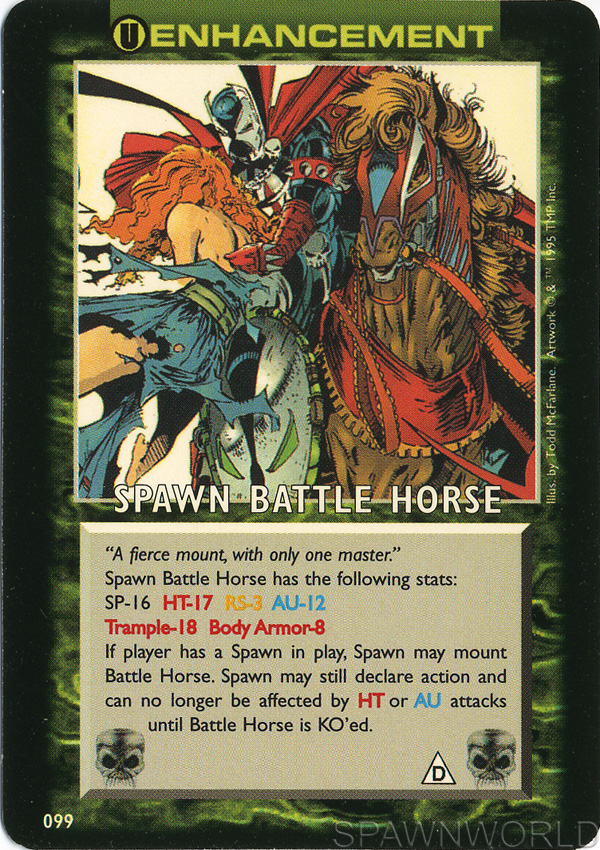 U ENHANCEMENT
Illus. by Todd McFarlane. Artwork © & ™ 1995 TMP Inc.
SPAWN BATTLE HORSE
"A fierce mount, with only one master."
Spawn Battle Horse has the following stats:
SP-16 HT-17 RS-3 AU-12
Trample-18 Body Armor-8
If player has a Spawn in play, Spawn may mount
Battle Horse. Spawn may still declare action and
can no longer be affected by HT or AU attacks
until Battle Horse is KO'ed.
D
099
SPAWNWORLD